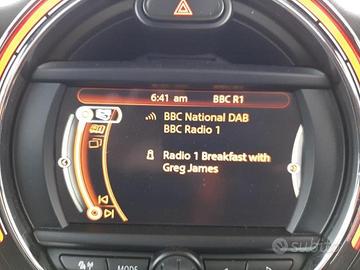 6:41 am BBC R1
BBC National DAB
BBC Radio 1
Radio 1 Breakfast with
Greg James
MODE
subito